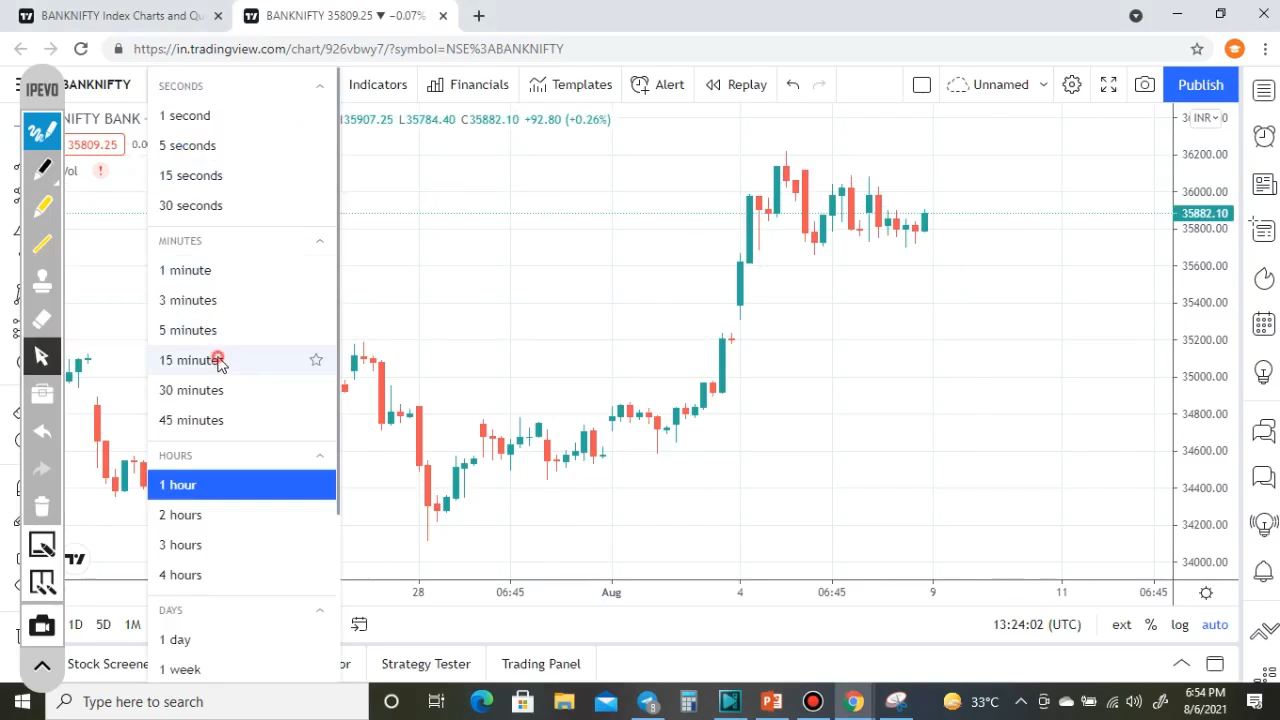 BANKNIFTY Index Charts and Qu
BANKNIFTY 35809.25 ▼ −0.07%
https://in.tradingview.com/chart/926vbwy7/?symbol=NSE%3ABANKNIFTY
IPEVO
BANKNIFTY
Indicators
Financials
Templates
Alert
Replay
Unnamed
Publish
NIFTY BANK
35907.25 L35784.40 C35882.10 +92.80 (+0.26%)
INR
35809.25
0.0
Vol
SECONDS
1 second
5 seconds
15 seconds
30 seconds
MINUTES
1 minute
3 minutes
5 minutes
15 minutes
30 minutes
45 minutes
HOURS
1 hour
2 hours
3 hours
4 hours
DAYS
1 day
1 week
36200.00
36000.00
35882.10
35800.00
35600.00
35400.00
35200.00
35000.00
34800.00
34600.00
34400.00
34200.00
34000.00
28 06:45 Aug 4 06:45 9 11 06:45
1D 5D 1M
13:24:02 (UTC)
ext % log auto
Stock Screene
Strategy Tester
Trading Panel
Type here to search
33°C
6:54 PM
8/6/2021